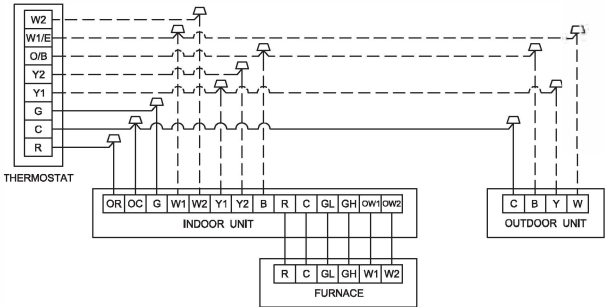 W2
W1/E
O/B
Y2
Y1
G
C
R
THERMOSTAT
OR OC G W1 W2 Y1 Y2 B R C GL GH OW1 OW2
INDOOR UNIT
C B Y W
OUTDOOR UNIT
R C GL GH W1 W2
FURNACE